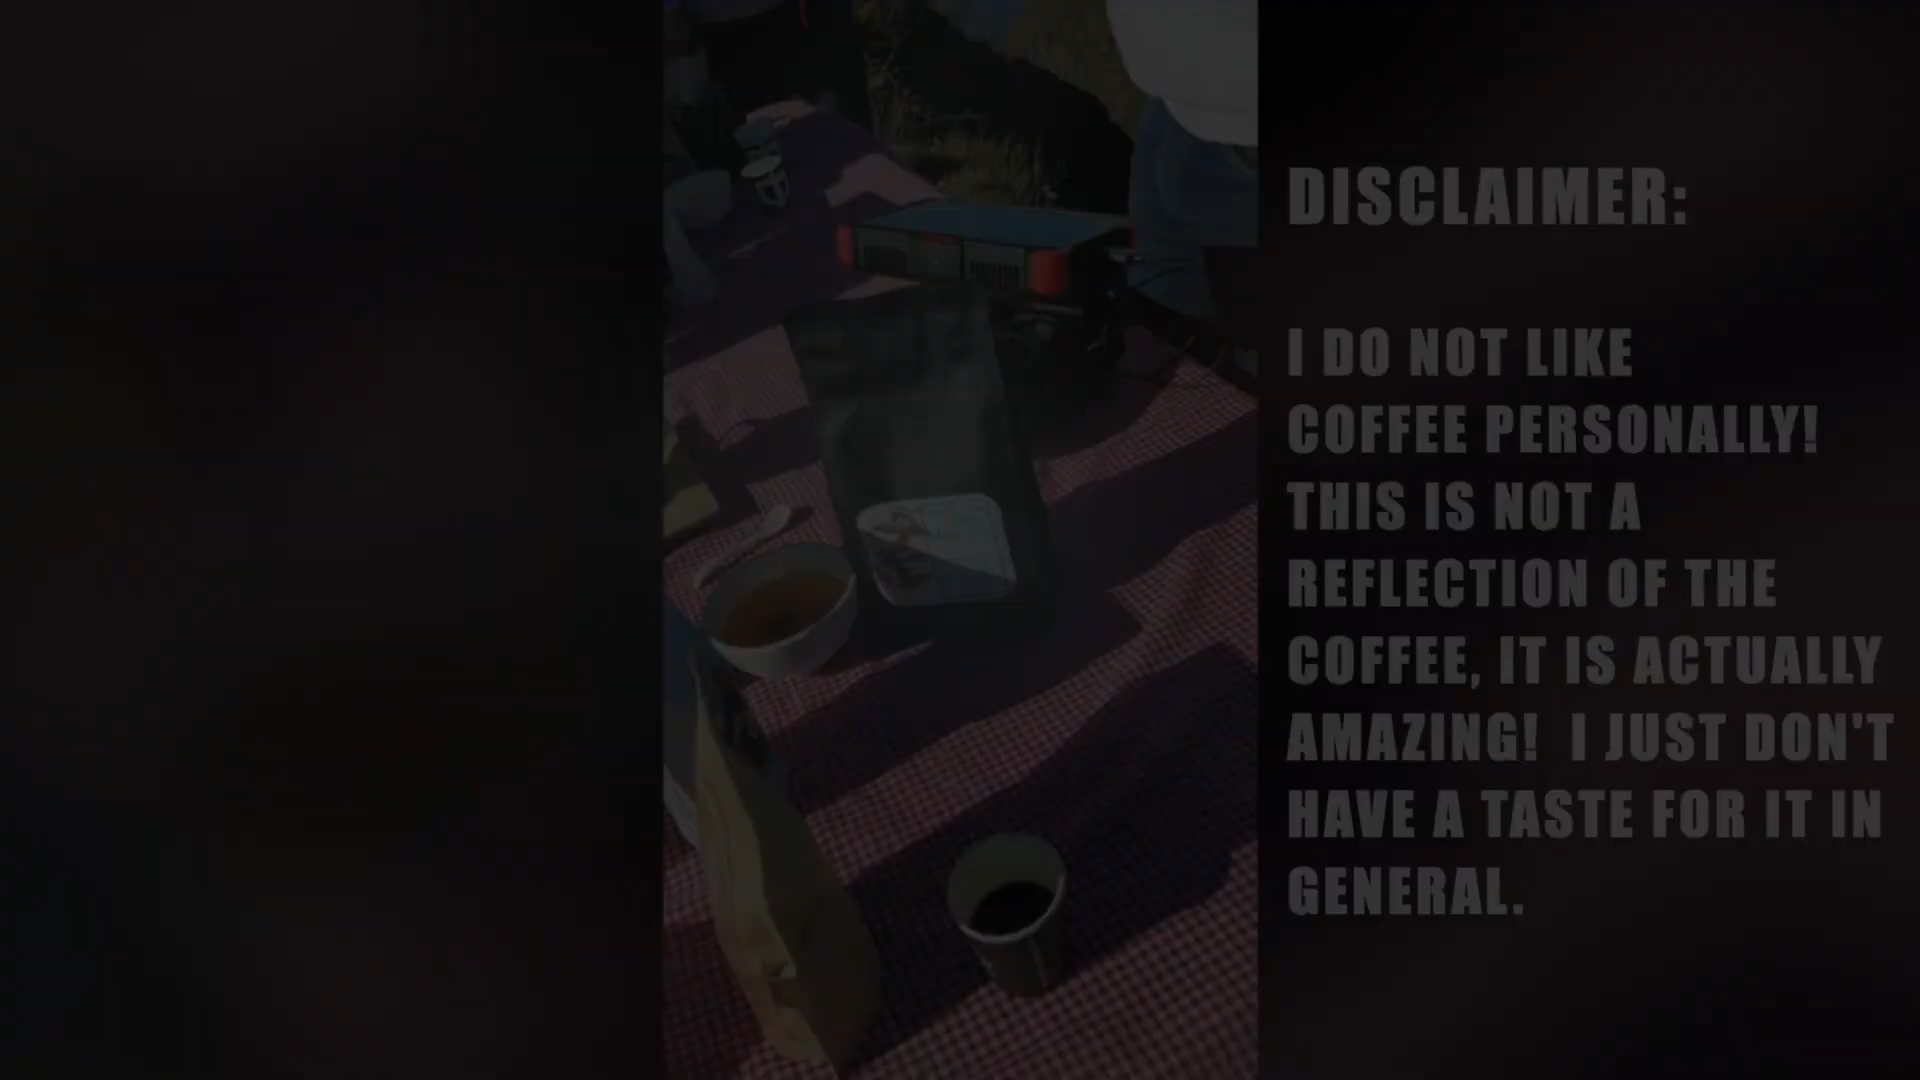 DISCLAIMER:
I DO NOT LIKE
COFFEE PERSONALLY!
THIS IS NOT A
REFLECTION OF THE
COFFEE, IT IS ACTUALLY
AMAZING! I JUST DON'T
HAVE A TASTE FOR IT IN
GENERAL.